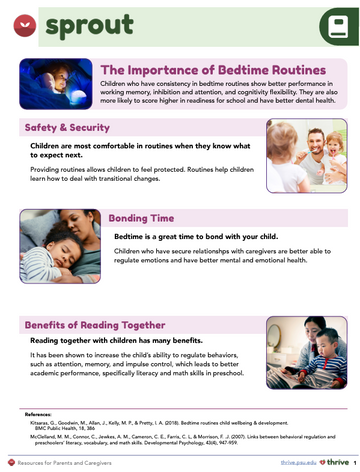 sprout
The Importance of Bedtime Routines
Children who have consistency in bedtime routines show better performance in
working memory, inhibition and attention, and cognitivity flexibility. They are also
more likely to score higher in readiness for school and have better dental health.
Safety & Security
Children are most comfortable in routines when they know what
to expect next.
Providing routines allows children to feel protected. Routines help children
learn how to deal with transitional changes.
Bonding Time
Bedtime is a great time to bond with your child.
Children who have secure relationshps with caregivers are better able to
regulate emotions and have better mental and emotional health.
Benefits of Reading Together
Reading together with children has many benefits.
It has been shown to increase the child's ability to regulate behaviors,
such as attention, memory, and impulse control, which leads to better
academic performance, specifically literacy and math skills in preschool.
References:
Kitsaras, G., Goodwin, M., Allan, J., Kelly, M. P., & Pretty, I. A. (2018). Bedtime routines child wellbeing & development.
BMC Public Health, 18, 386
McClelland, M. M., Connor, C., Jewkes, A. M., Cameron, C. E., Farris, C. L, & Morrison, F. .J. (2007). Links between behavioral regulation and
preschoolers' literacy, vocabulary, and math skills. Developmental Psychology, 43(4), 947-959.
Resources for Parents and Caregivers
thrive.psu.edu
thrive
1